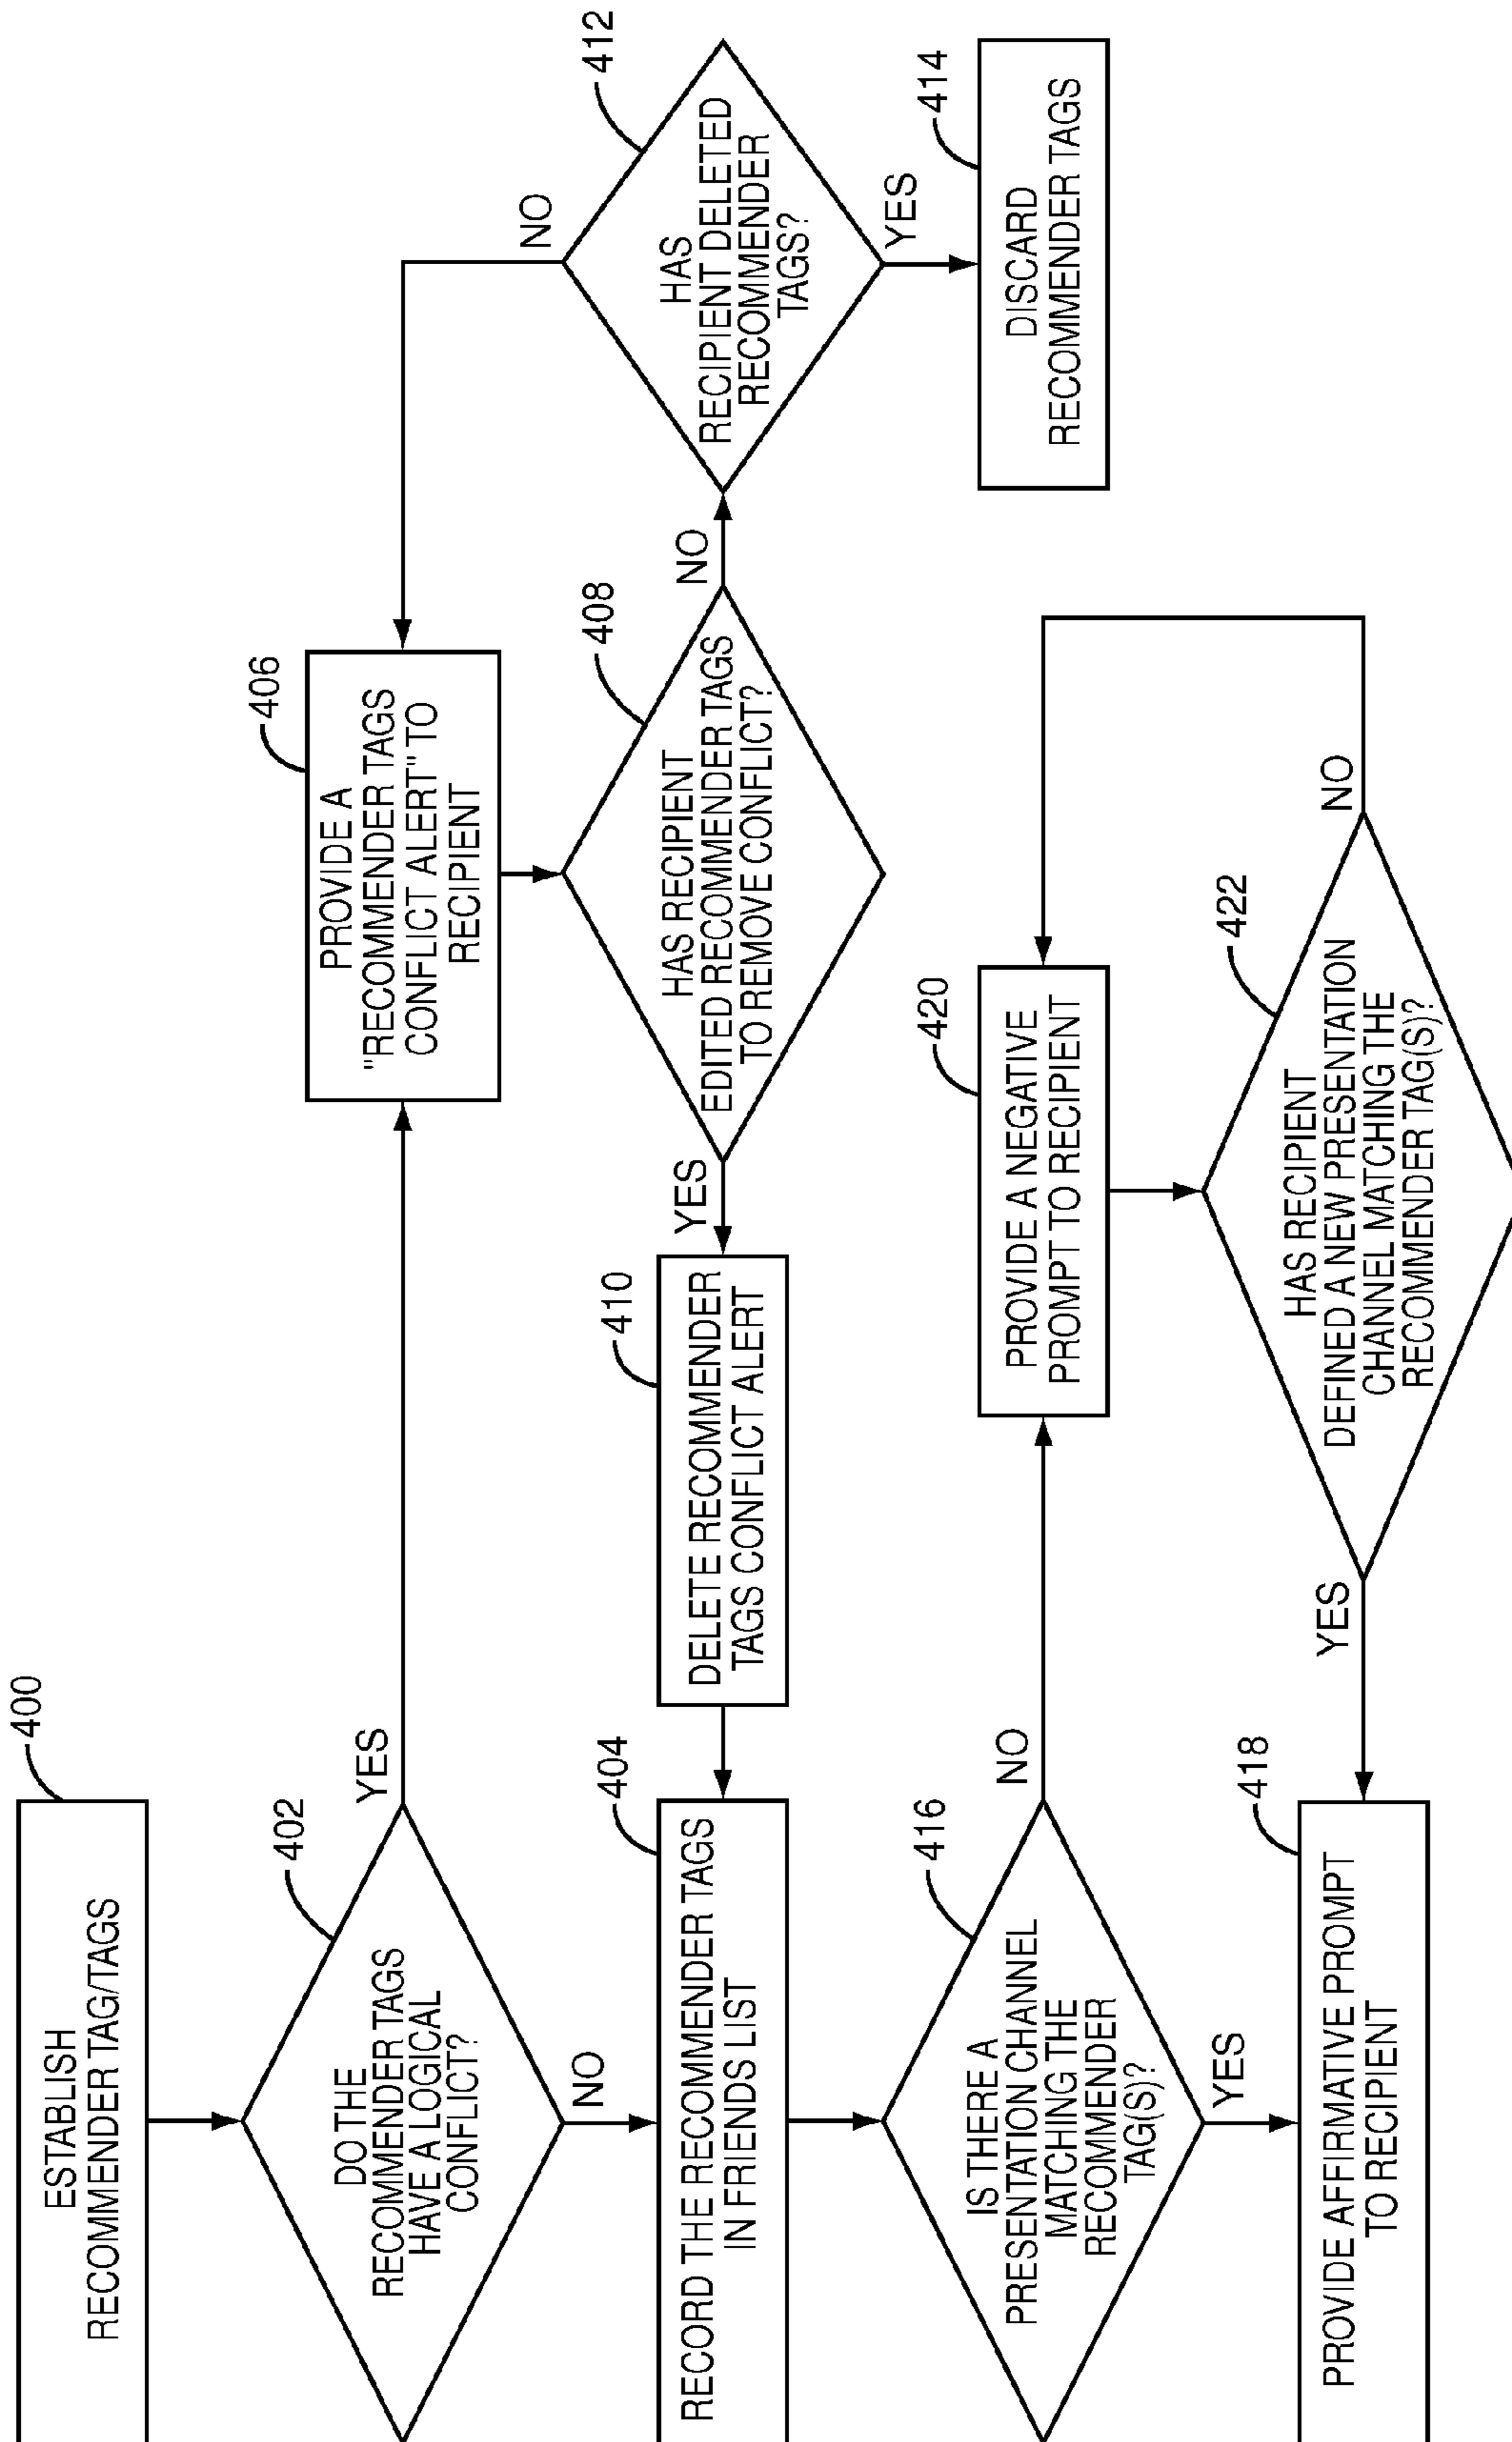 400
ESTABLISH
RECOMMENDER TAG/TAGS
402
DO THE
RECOMMENDER TAGS
HAVE A LOGICAL
CONFLICT?
YES
NO
406
PROVIDE A
"RECOMMENDER TAGS
CONFLICT ALERT" TO
RECIPIENT
408
HAS RECIPIENT
EDITED RECOMMENDER TAGS
TO REMOVE CONFLICT?
YES
NO
412
HAS
RECIPIENT DELETED
RECOMMENDER
TAGS?
NO
YES
414
DISCARD
RECOMMENDER TAGS
410
DELETE RECOMMENDER
TAGS CONFLICT ALERT
404
RECORD THE RECOMMENDER TAGS
IN FRIENDS LIST
416
IS THERE A
PRESENTATION CHANNEL
MATCHING THE
RECOMMENDER
TAG(S)?
NO
YES
420
PROVIDE A NEGATIVE
PROMPT TO RECIPIENT
422
HAS RECIPIENT
DEFINED A NEW PRESENTATION
CHANNEL MATCHING THE
RECOMMENDER TAG(S)?
NO
YES
418
PROVIDE AFFIRMATIVE PROMPT
TO RECIPIENT